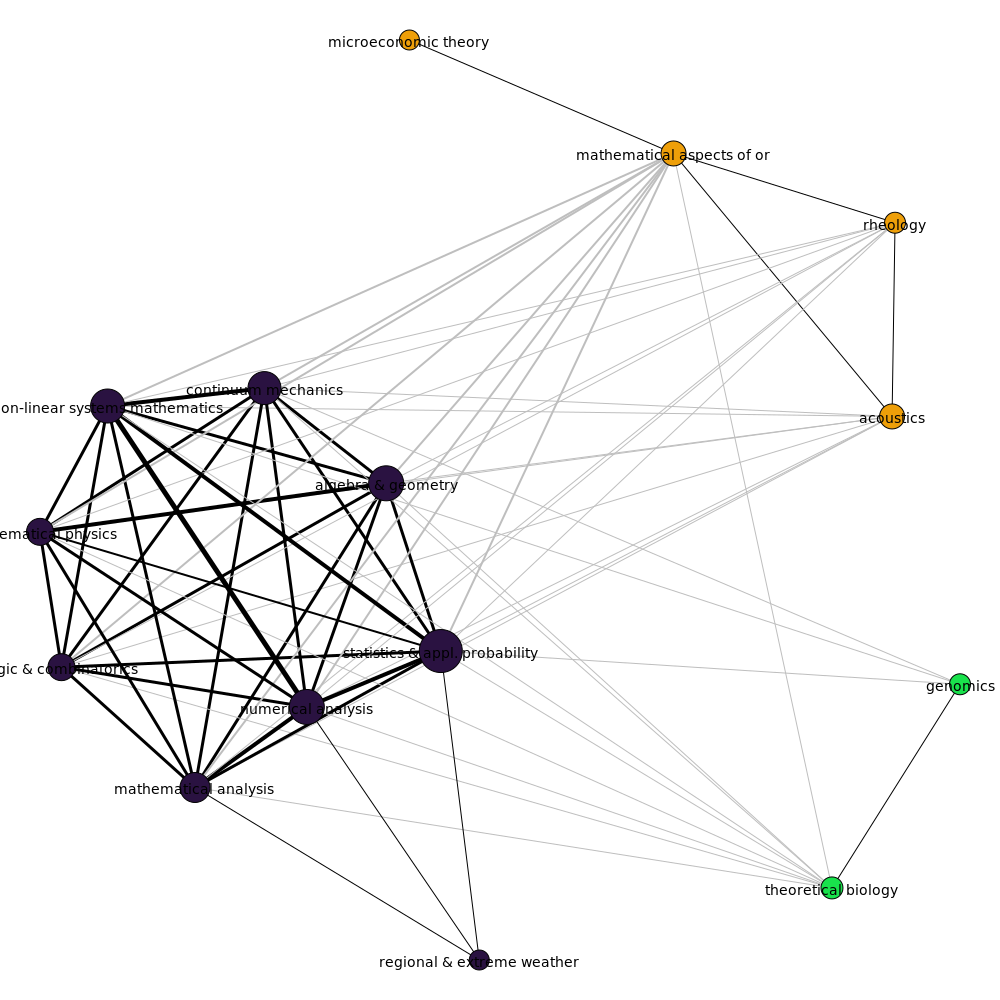 microeconomic theory
mathematical aspects of or
rheology
continuum mechanics
on-linear systems mathematics
acoustics
algebra & geometry
ematical physics
statistics & appl. probability
gic & combinatorics
genomics
numerical analysis
mathematical analysis
theoretical biology
regional & extreme weather